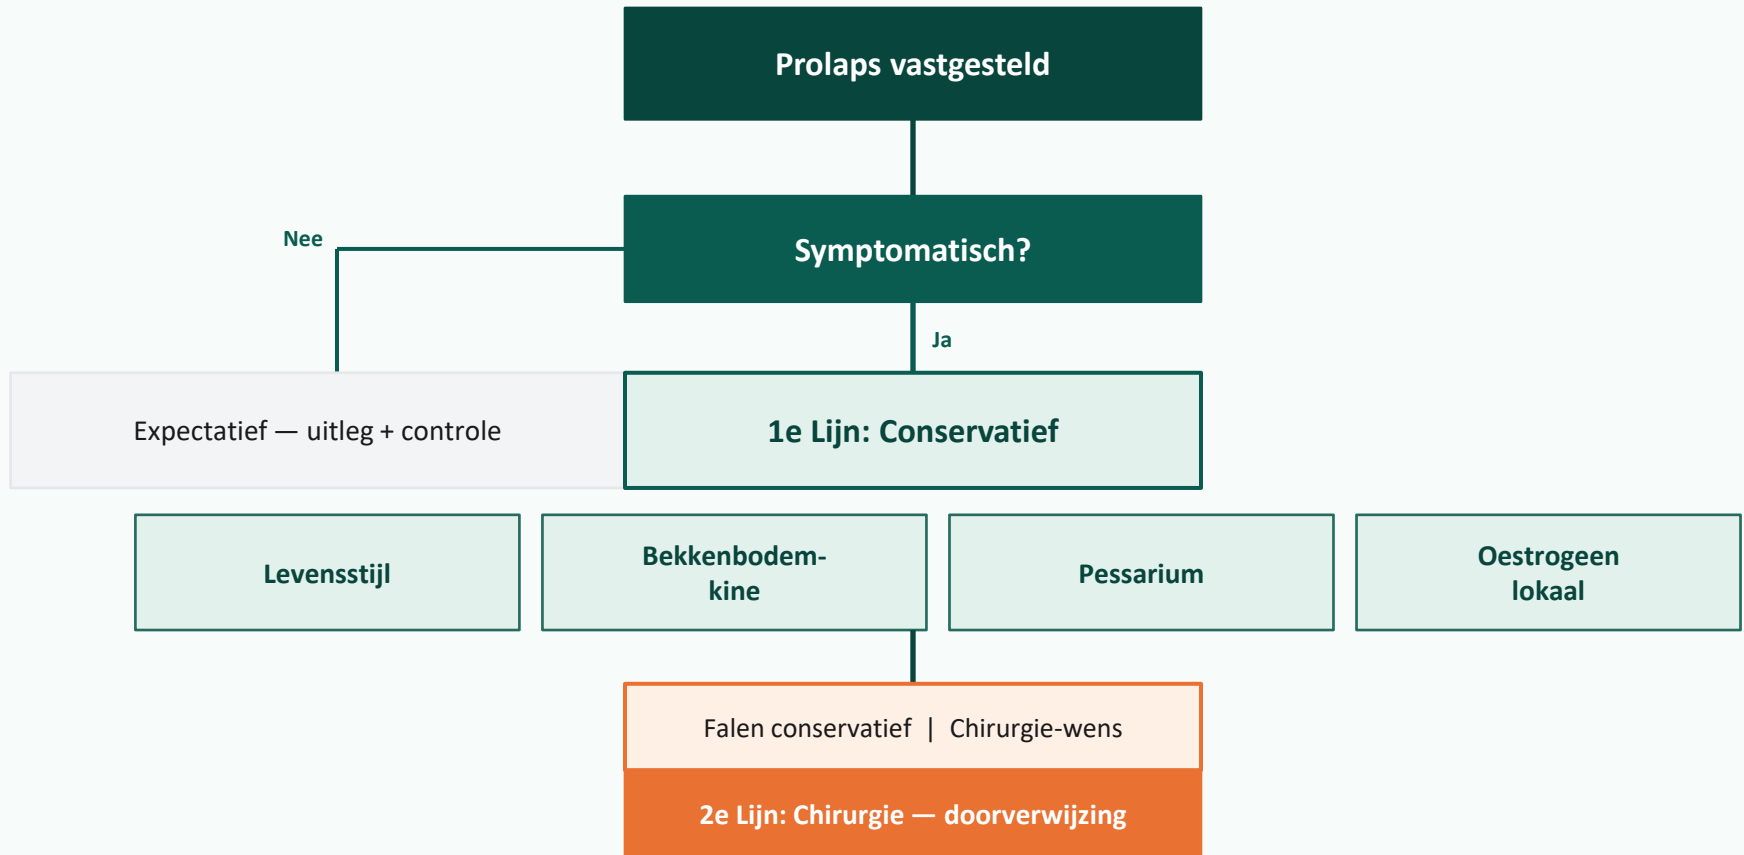 Prolaps vastgesteld
Symptomatisch?
Nee
Ja
Expectatief — uitleg + controle
1e Lijn: Conservatief
Levensstijl
Bekkenbodem-
kine
Pessarium
Oestrogeen
lokaal
Falen conservatief | Chirurgie-wens
2e Lijn: Chirurgie — doorverwijzing